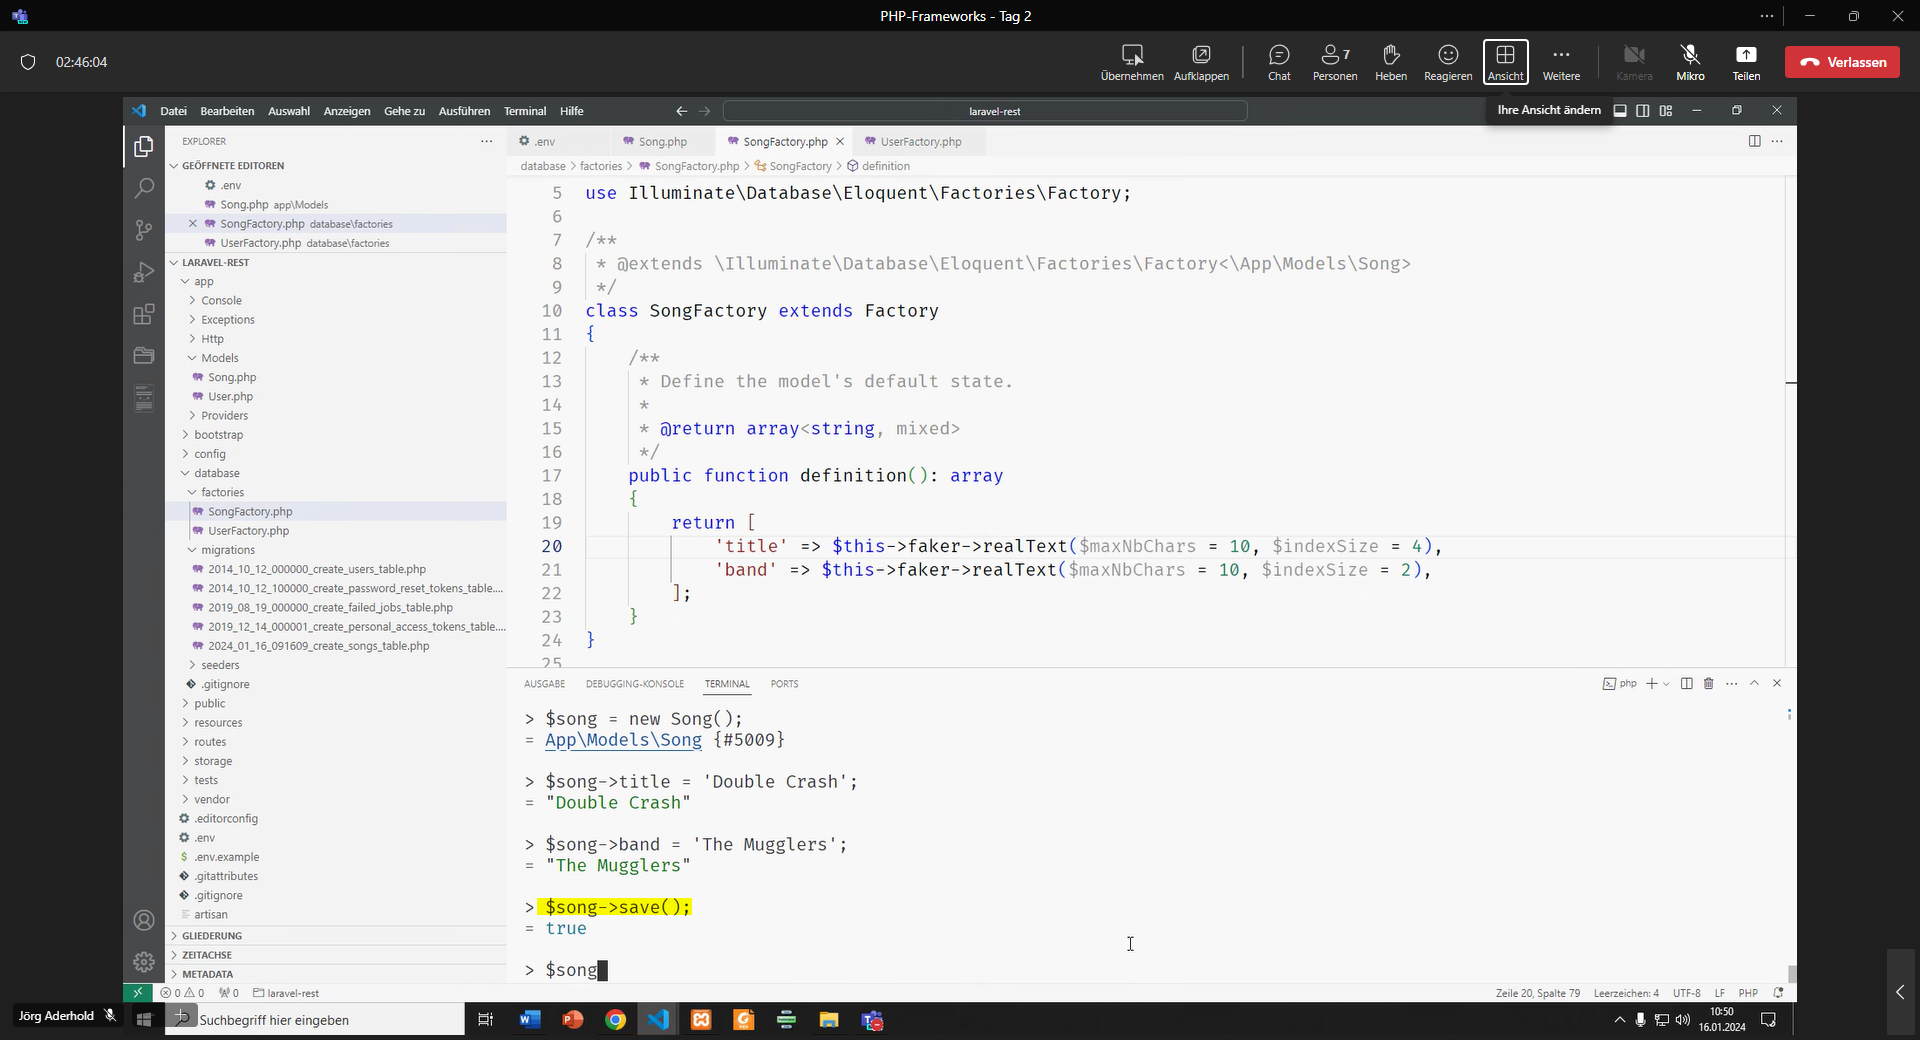 PHP-Frameworks - Tag 2
02:46:04
Übernehmen
Aufklappen
Chat
7
Personen
Heben
Reagieren
Ansicht
Weitere
Kamera
Mikro
Teilen
Verlassen
Datei Bearbeiten Auswahl Anzeigen Gehe zu Ausführen Terminal Hilfe
laravel-rest
Ihre Ansicht ändern
EXPLORER
GEÖFFNETE EDITOREN
.env
Song.php app\Models
SongFactory.php database\factories
UserFactory.php database\factories
LARAVEL-REST
app
Console
Exceptions
Http
Models
Song.php
User.php
Providers
bootstrap
config
database
factories
SongFactory.php
UserFactory.php
migrations
2014_10_12_000000_create_users_table.php
2014_10_12_100000_create_password_reset_tokens_table....
2019_08_19_000000_create_failed_jobs_table.php
2019_12_14_000001_create_personal_access_tokens_table....
2024_01_16_091609_create_songs_table.php
seeders
.gitignore
public
resources
routes
storage
tests
vendor
.editorconfig
.env
.env.example
.gitattributes
.gitignore
artisan
GLIEDERUNG
ZEITACHSE
METADATA
.env
Song.php
SongFactory.php
UserFactory.php
database > factories > SongFactory.php > SongFactory > definition
5 use Illuminate\Database\Eloquent\Factories\Factory;
6
7 /**
8 * @extends \Illuminate\Database\Eloquent\Factories\Factory<\App\Models\Song>
9 */
10 class SongFactory extends Factory
11 {
12 /**
13 * Define the model's default state.
14 *
15 * @return array<string, mixed>
16 */
17 public function definition(): array
18 {
19 return [
20 'title' => $this->faker->realText($maxNbChars = 10, $indexSize = 4),
21 'band' => $this->faker->realText($maxNbChars = 10, $indexSize = 2),
22 ];
23 }
24 }
25
AUSGABE DEBUGGING-KONSOLE TERMINAL PORTS
php
> $song = new Song();
= App\Models\Song {#5009}
> $song->title = 'Double Crash';
= "Double Crash"
> $song->band = 'The Mugglers';
= "The Mugglers"
> $song->save();
= true
> $song
0 0 0 laravel-rest
Zeile 20, Spalte 79 Leerzeichen: 4 UTF-8 LF PHP
Jörg Aderhold
Suchbegriff hier eingeben
10:50
16.01.2024